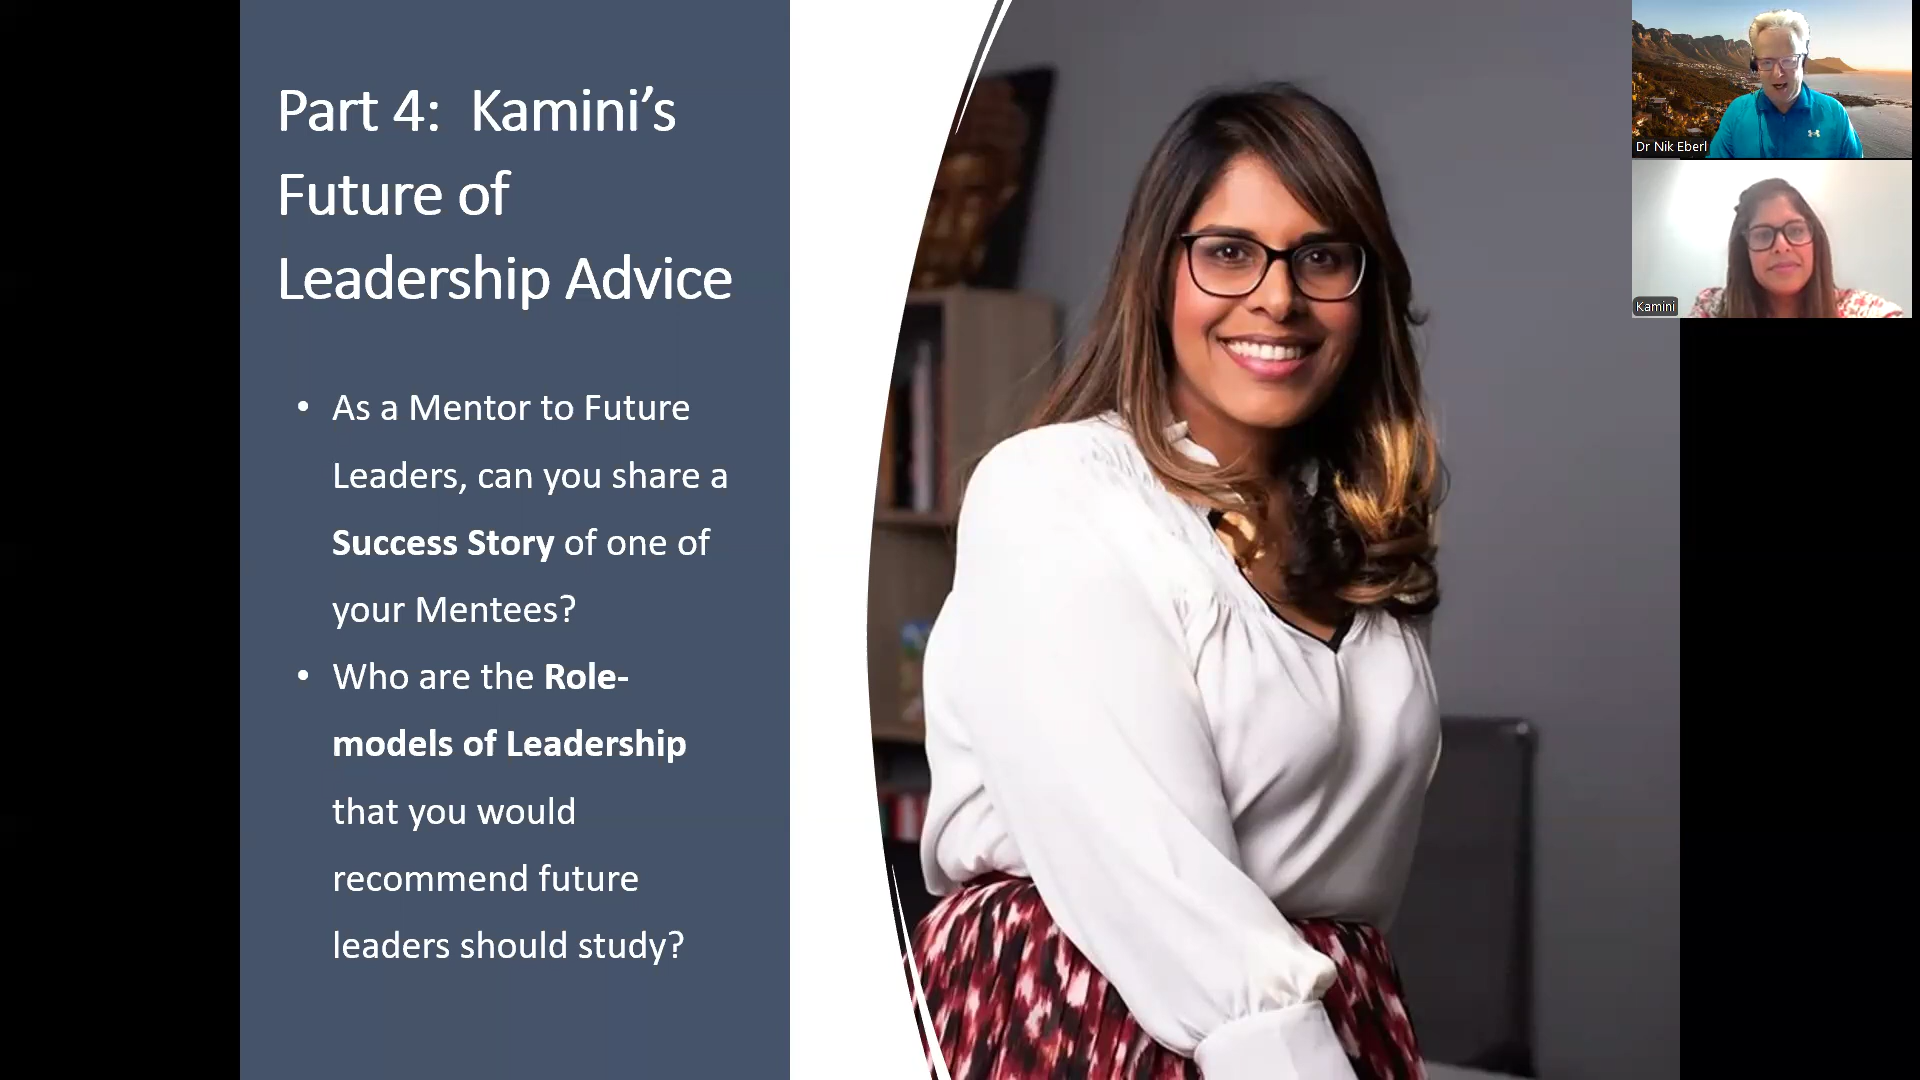 Part 4:  Kamini’s
Future of
Leadership Advice
• As a Mentor to Future
Leaders, can you share a
Success Story of one of
your Mentees?
• Who are the Role-
models of Leadership
that you would
recommend future
leaders should study?
Dr Nik Eberl
Kamini